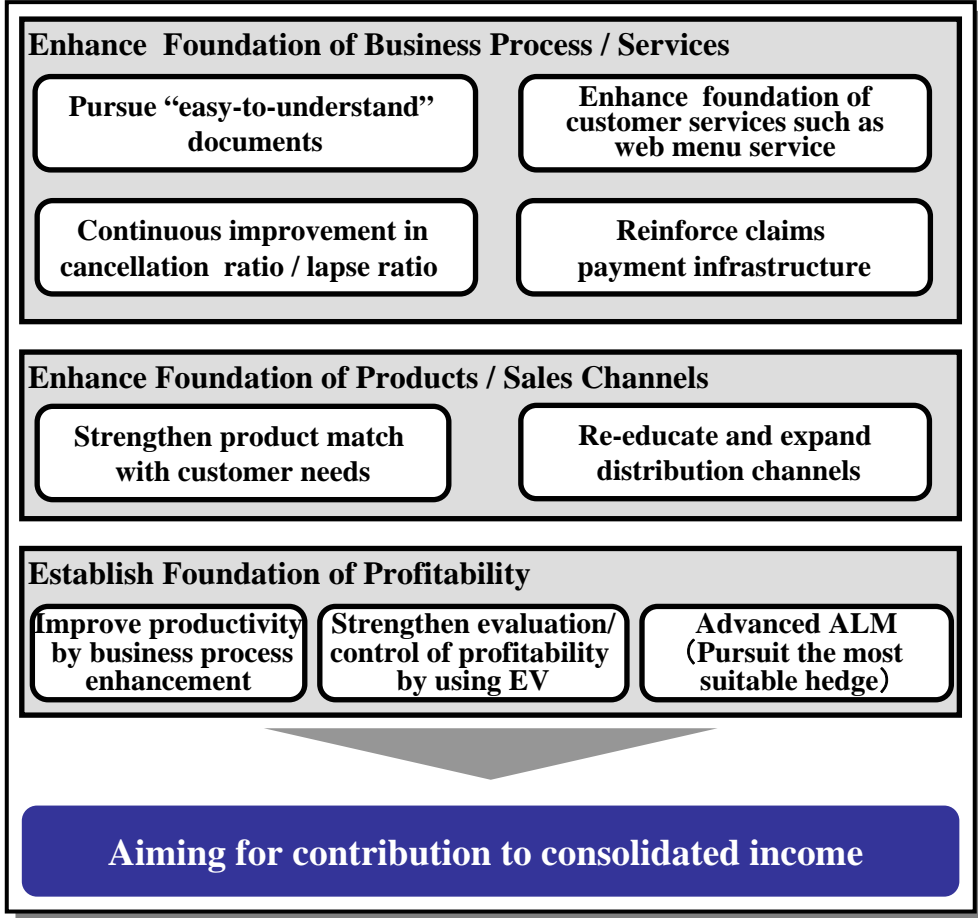 Enhance Foundation of Business Process / Services
Pursue “easy-to-understand”
documents
Enhance foundation of
customer services such as
web menu service
Continuous improvement in
cancellation ratio / lapse ratio
Reinforce claims
payment infrastructure
Enhance Foundation of Products / Sales Channels
Strengthen product match
with customer needs
Re-educate and expand
distribution channels
Establish Foundation of Profitability
Improve productivity
by business process
enhancement
Strengthen evaluation/
control of profitability
by using EV
Advanced ALM
（Pursuit the most
suitable hedge）
Aiming for contribution to consolidated income